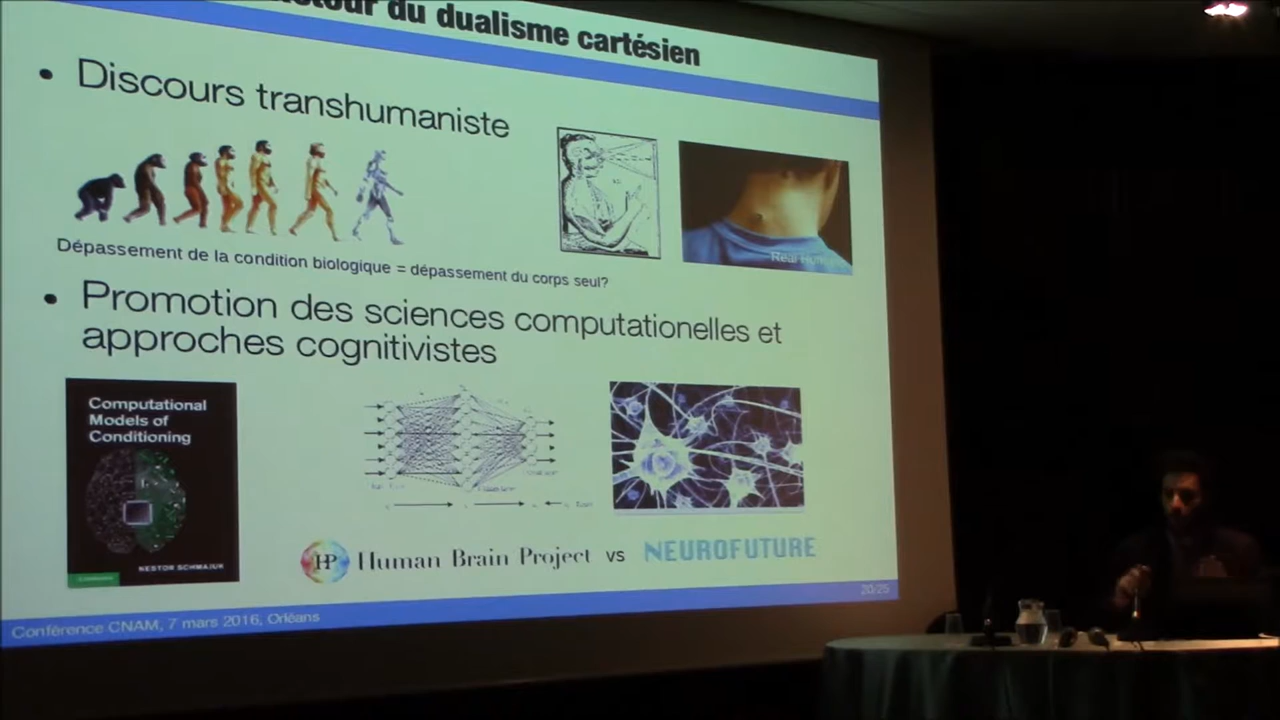 du dualisme cartésien
• Discours transhumaniste
Dépassement de la condition biologique = dépassement du corps seul?
• Promotion des sciences computationelles et
approches cognitivistes
Computational
Models of
Conditioning
NESTOR SCHMAJUK
HP Human Brain Project vs NEUROFUTURE
Conférence CNAM, 7 mars 2016, Orléans
20/25